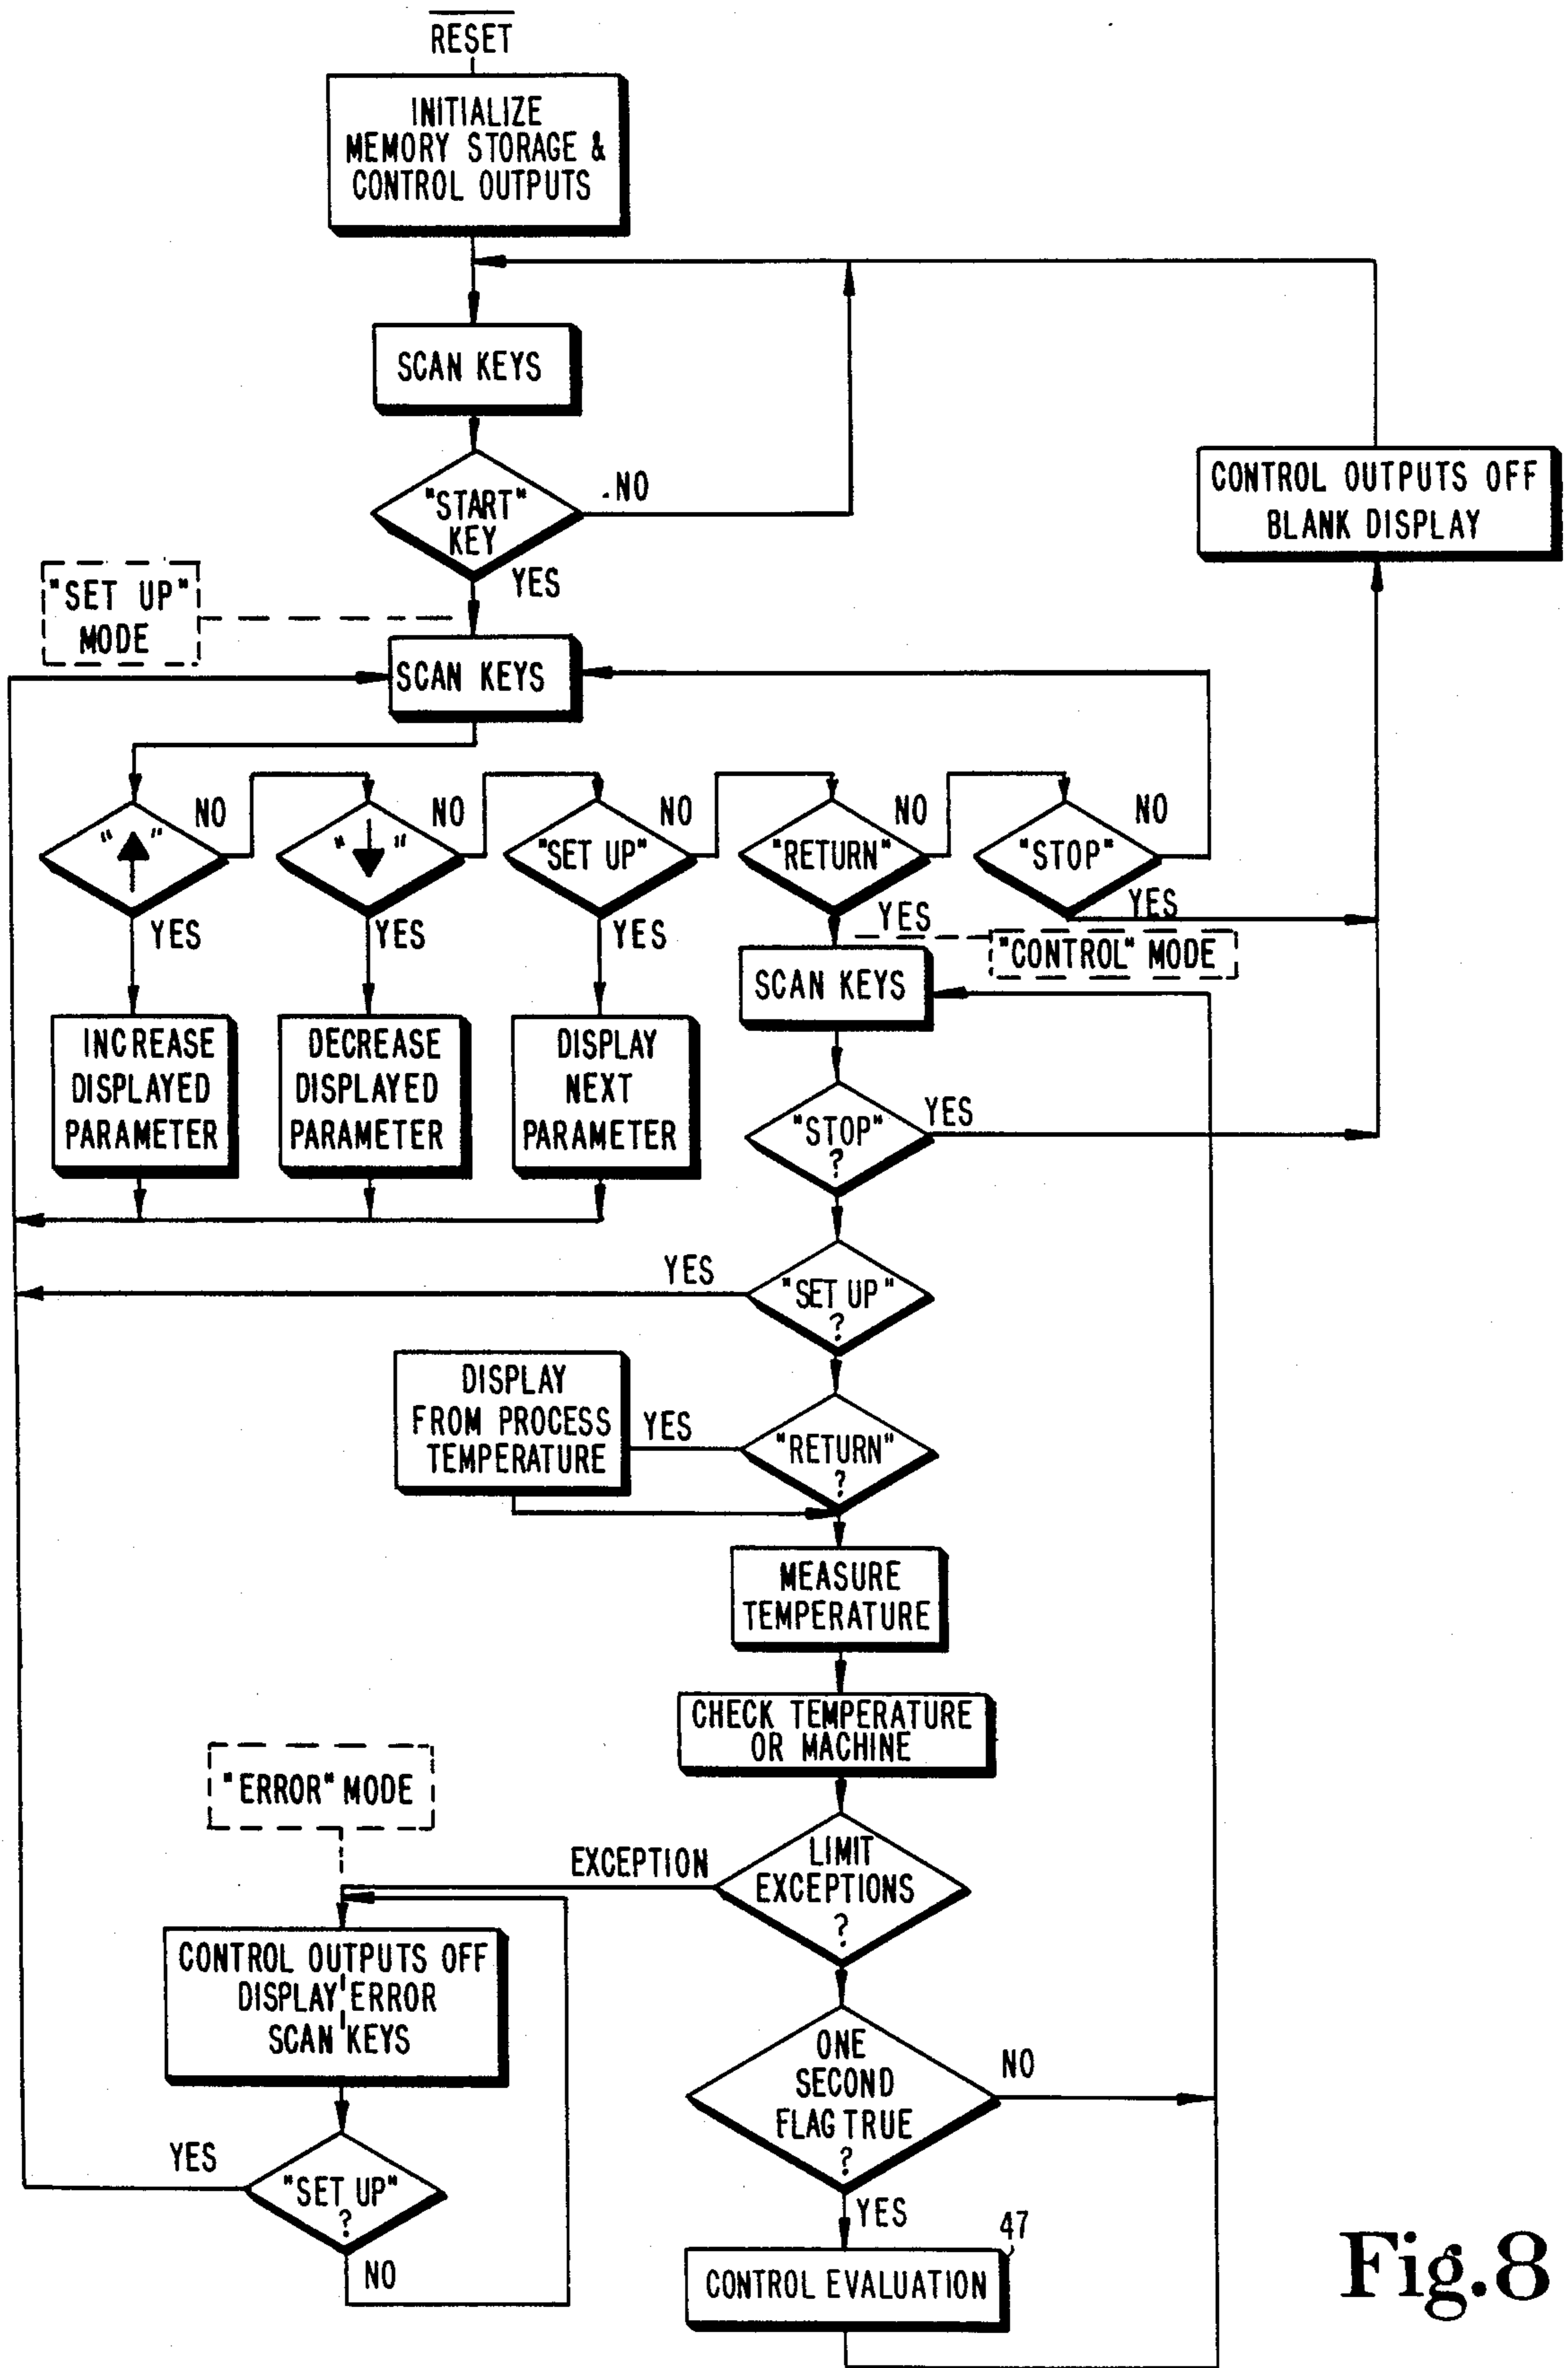 RESET
INITIALIZE
MEMORY STORAGE &
CONTROL OUTPUTS
SCAN KEYS
"START"
KEY
NO
YES
CONTROL OUTPUTS OFF
BLANK DISPLAY
"SET UP"
MODE
SCAN KEYS
"↑"
NO
"↓"
NO
"SET UP"
NO
"RETURN"
NO
"STOP"
NO
YES
YES
YES
YES
YES
"CONTROL" MODE
SCAN KEYS
INCREASE
DISPLAYED
PARAMETER
DECREASE
DISPLAYED
PARAMETER
DISPLAY
NEXT
PARAMETER
"STOP"
?
YES
"SET UP"
?
YES
DISPLAY
FROM PROCESS
TEMPERATURE
YES
"RETURN"
?
MEASURE
TEMPERATURE
CHECK TEMPERATURE
OR MACHINE
"ERROR" MODE
EXCEPTION
LIMIT
EXCEPTIONS
?
CONTROL OUTPUTS OFF
DISPLAY ERROR
SCAN KEYS
ONE
SECOND
FLAG TRUE
?
NO
YES
YES
"SET UP"
?
NO
47
CONTROL EVALUATION
Fig.8